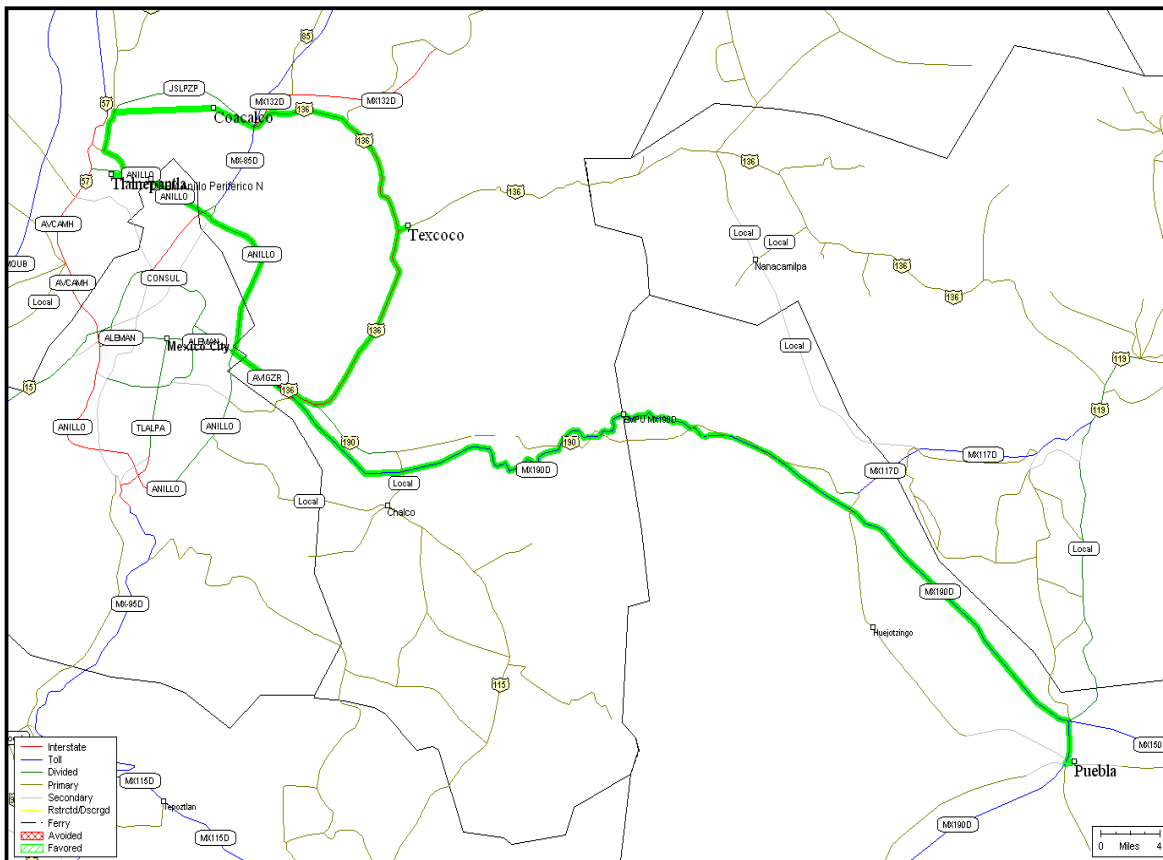 85
JSLPZP
57
MX132D
136
MX132D
Coacalco
136
MX-85D
136
ANILLO
57
Tlalnepantla
Anillo Periferico N
ANILLO
136
AVCAMH
Texcoco
Local
Local
ANILLO
Nanacamilpa
136
CONSUL
AVCAMH
Local
136
ALEMAN
Mexico City
ALEMAN
136
119
AVIGZR
136
15
119
ANILLO
TLALPA
ANILLO
190
190
MX190D
MX117D
MX117D
Local
ANILLO
Local
Chalco
Local
MX190D
MX-95D
Huejotzingo
115
MX150
Puebla
MX115D
Tepoztlan
MX115D
MX190D
Interstate
Toll
Divided
Primary
Secondary
Rstrctd/Dscrgd
Ferry
Avoided
Favored
0 Miles 4